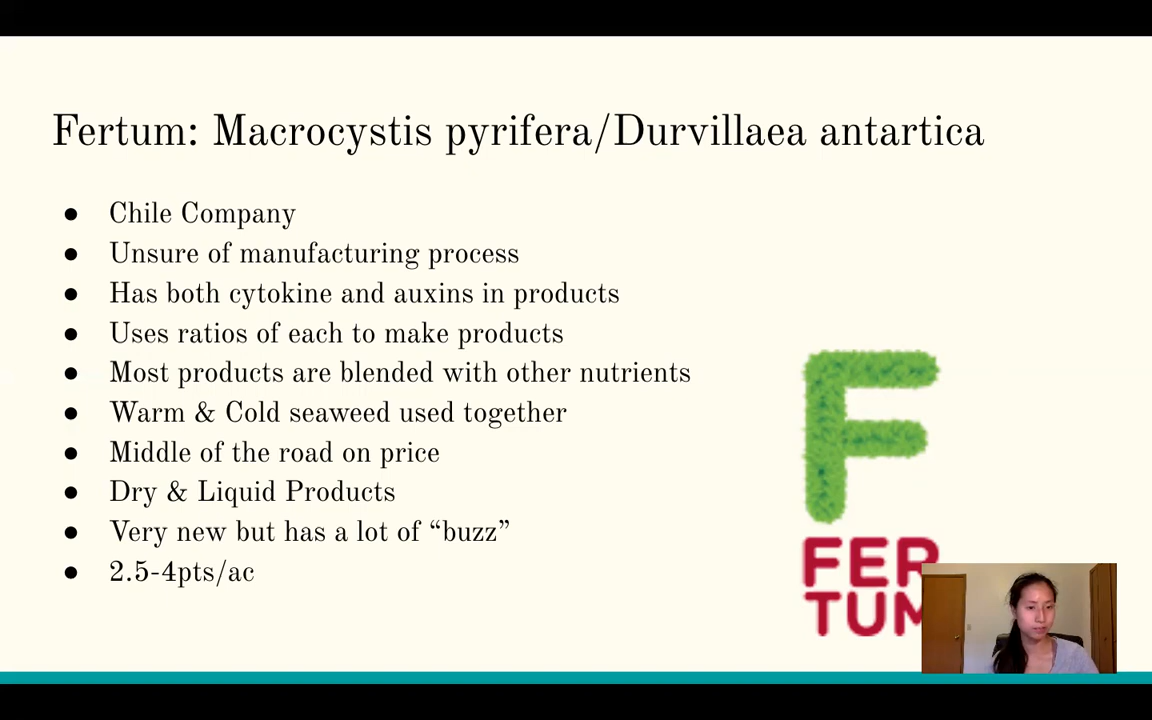 Fertum: Macrocystis pyrifera/Durvillaea antartica
● Chile Company
● Unsure of manufacturing process
● Has both cytokine and auxins in products
● Uses ratios of each to make products
● Most products are blended with other nutrients
● Warm & Cold seaweed used together
● Middle of the road on price
● Dry & Liquid Products
● Very new but has a lot of “buzz”
● 2.5-4pts/ac
F
FER
TUM